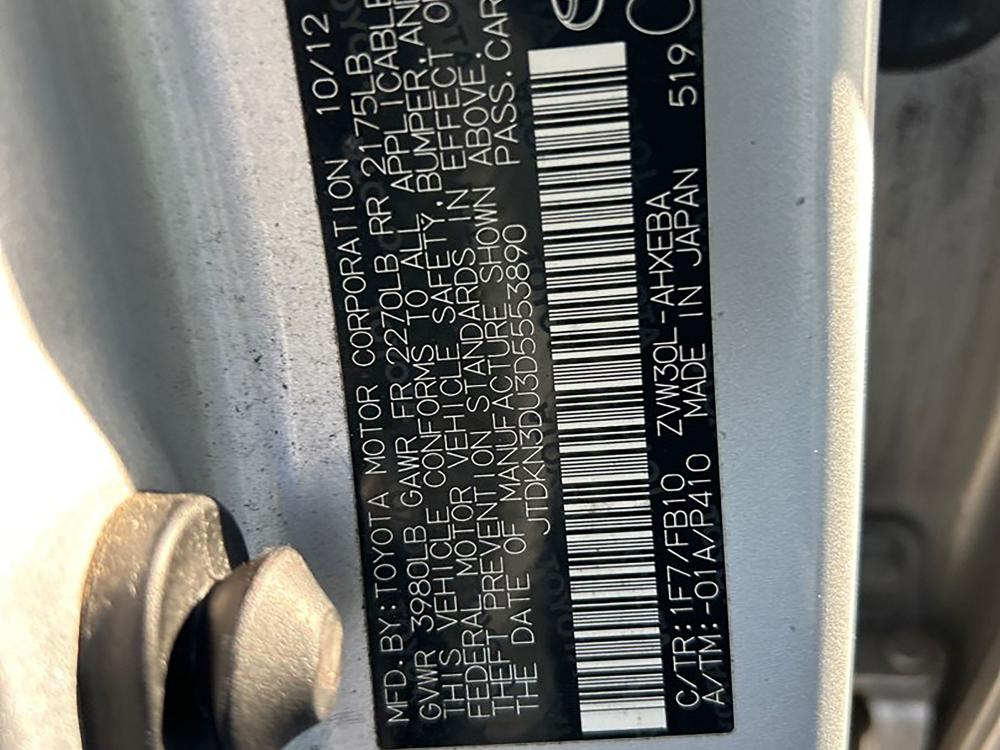 MFD.BY:TOYOTA MOTOR CORPORATION 10/12
GVWR 3980LB GAWR FR 2270LB RR 2175LB
THIS VEHICLE CONFORMS TO ALL APPLICABLE
FEDERAL MOTOR VEHICLE SAFETY, BUMPER, AND
THEFT PREVENTION STANDARDS IN EFFECT ON
THE DATE OF MANUFACTURE SHOWN ABOVE.
JTDKN3DU3D5553890 PASS.CAR
C/TR:1F7/FB10 ZVW30L-AHXEBA 519
A/TM:-01A/P410 MADE IN JAPAN